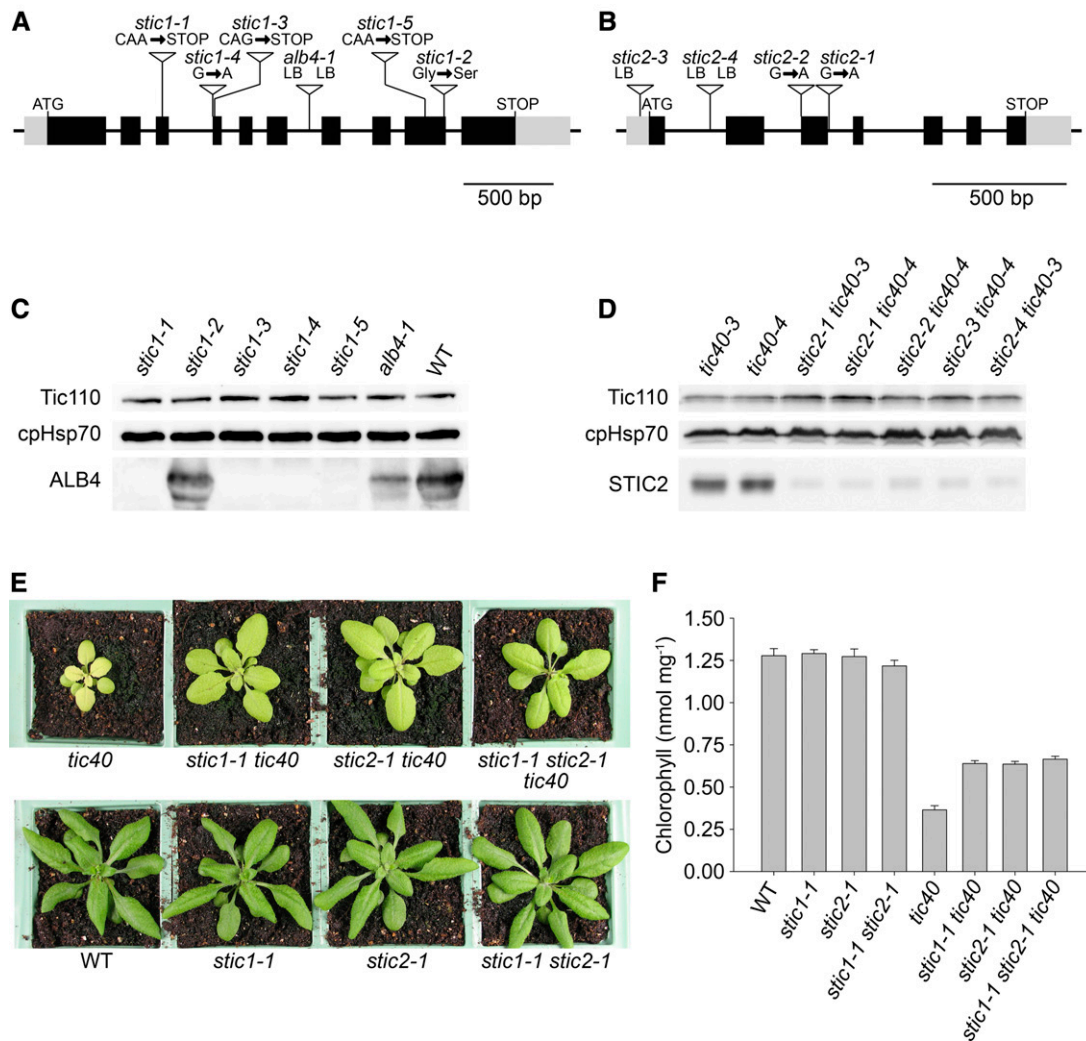 A
stic1-1
CAA➞STOP
stic1-3
CAG➞STOP
stic1-5
CAA➞STOP
stic1-4
G➞A
alb4-1
LB LB
stic1-2
Gly➞Ser
ATG
STOP
500 bp
B
stic2-3
LB
stic2-4
LB LB
stic2-2
G➞A
stic2-1
G➞A
ATG
STOP
500 bp
C
stic1-1
stic1-2
stic1-3
stic1-4
stic1-5
alb4-1
WT
Tic110
cpHsp70
ALB4
D
tic40-3
tic40-4
stic2-1 tic40-3
stic2-1 tic40-4
stic2-2 tic40-4
stic2-3 tic40-4
stic2-4 tic40-3
Tic110
cpHsp70
STIC2
E
tic40
stic1-1 tic40
stic2-1 tic40
stic1-1 stic2-1
tic40
WT
stic1-1
stic2-1
stic1-1 stic2-1
F
Chlorophyll (nmol mg⁻¹)
1.50
1.25
1.00
0.75
0.50
0.25
0.00
WT
stic1-1
stic2-1
stic1-1 stic2-1
tic40
stic1-1 tic40
stic2-1 tic40
stic1-1 stic2-1 tic40